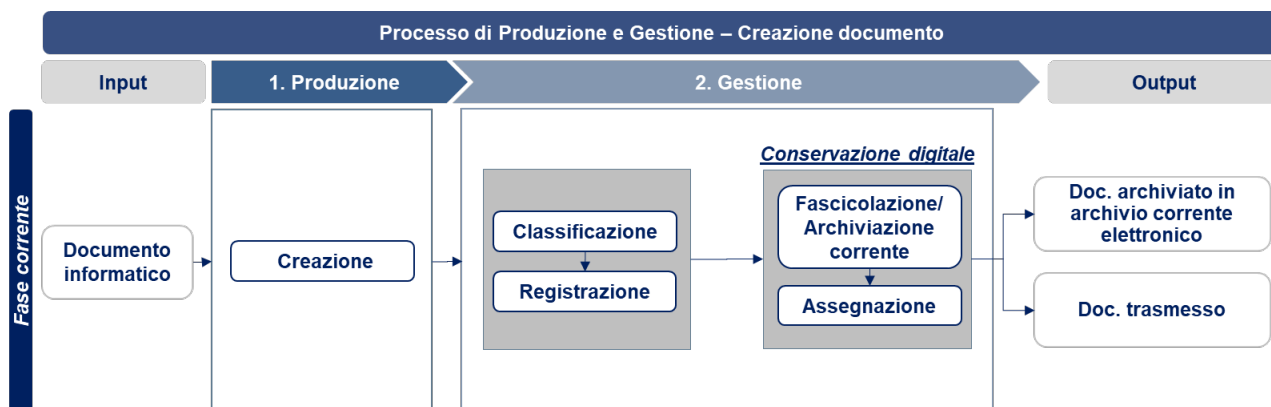 Processo di Produzione e Gestione – Creazione documento
Input
1. Produzione
2. Gestione
Output
Fase corrente
Documento
informatico
Creazione
Classificazione
Registrazione
Conservazione digitale
Fascicolazione/
Archiviazione
corrente
Assegnazione
Doc. archiviato in
archivio corrente
elettronico
Doc. trasmesso